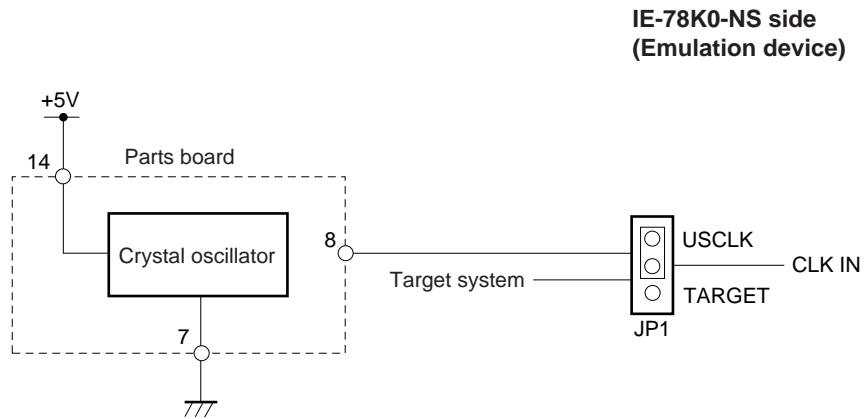 IE-78K0-NS side
(Emulation device)
+5V
14
Parts board
Crystal oscillator
8
USCLK
CLK IN
Target system
TARGET
JP1
7